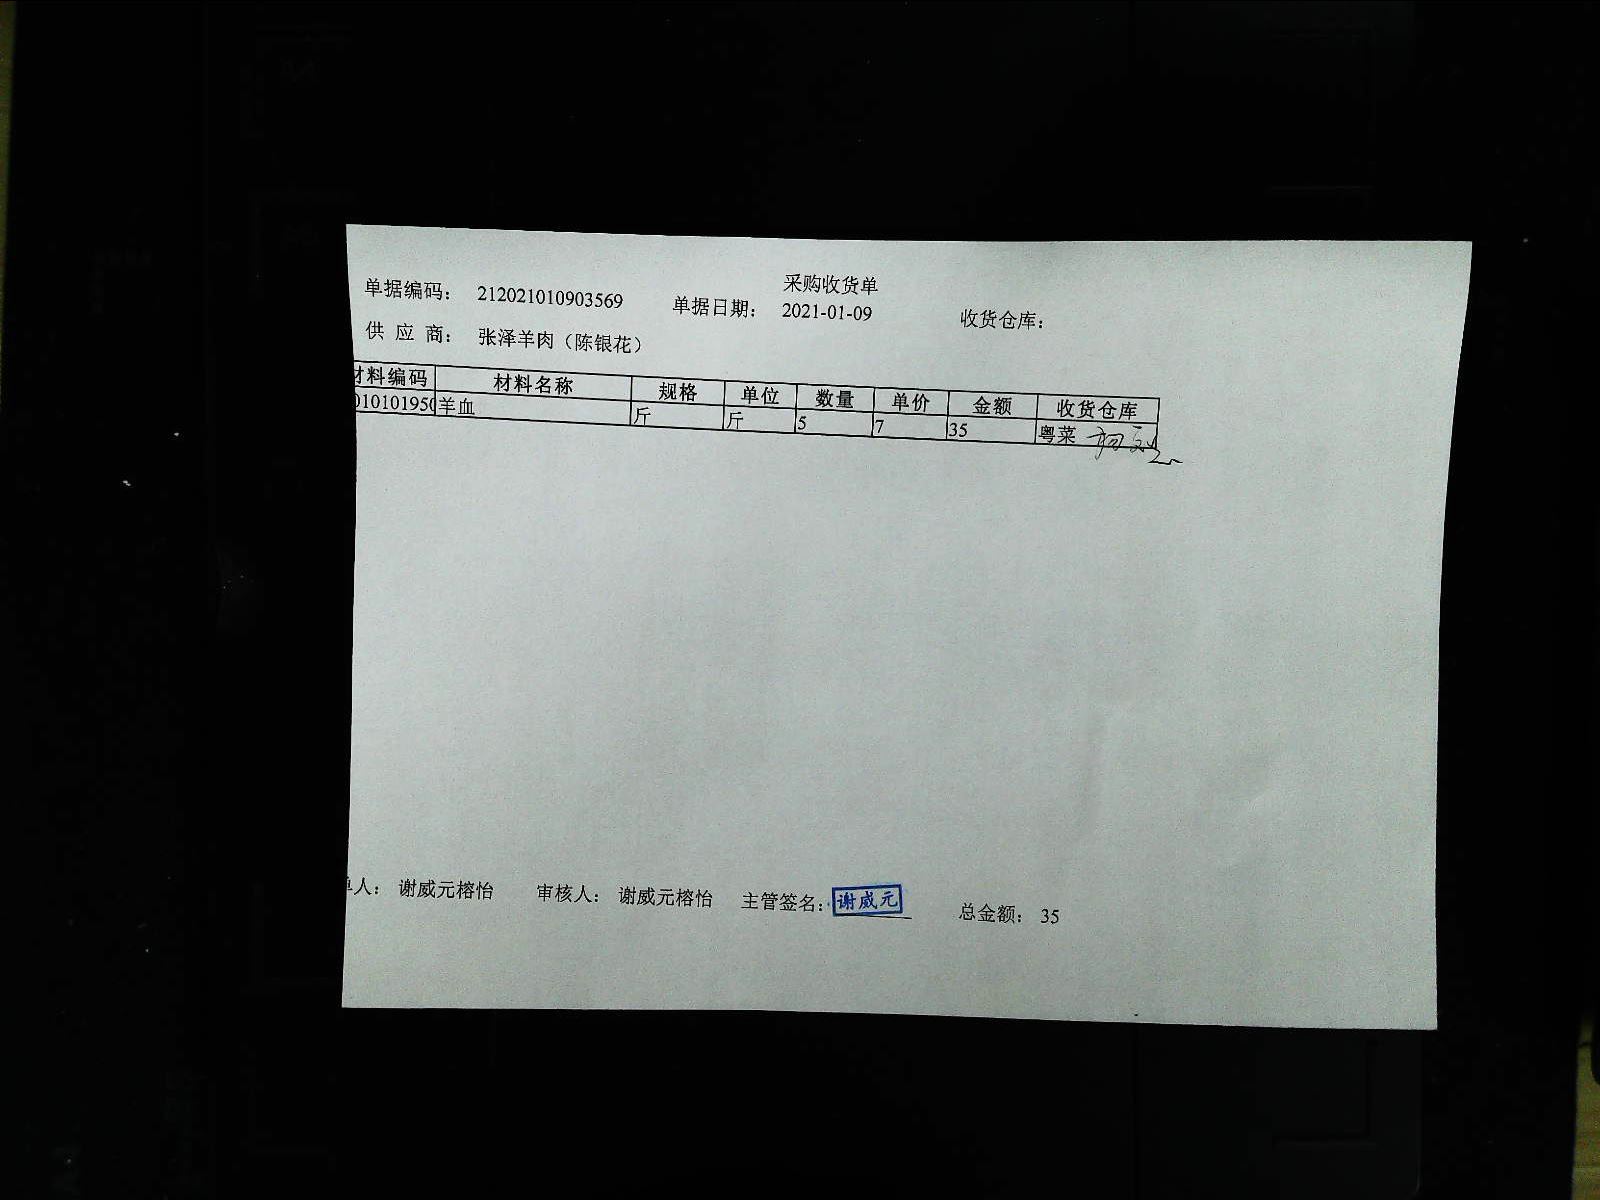 采购收货单
单据编码： 212021010903569 单据日期： 2021-01-09 收货仓库：
供 应 商： 张泽羊肉（陈银花）
材料编码 材料名称 规格 单位 数量 单价 金额 收货仓库
010101950 羊血 斤 斤 5 7 35 粤菜
单人： 谢威元榕怡 审核人： 谢威元榕怡 主管签名： 谢威元 总金额： 35